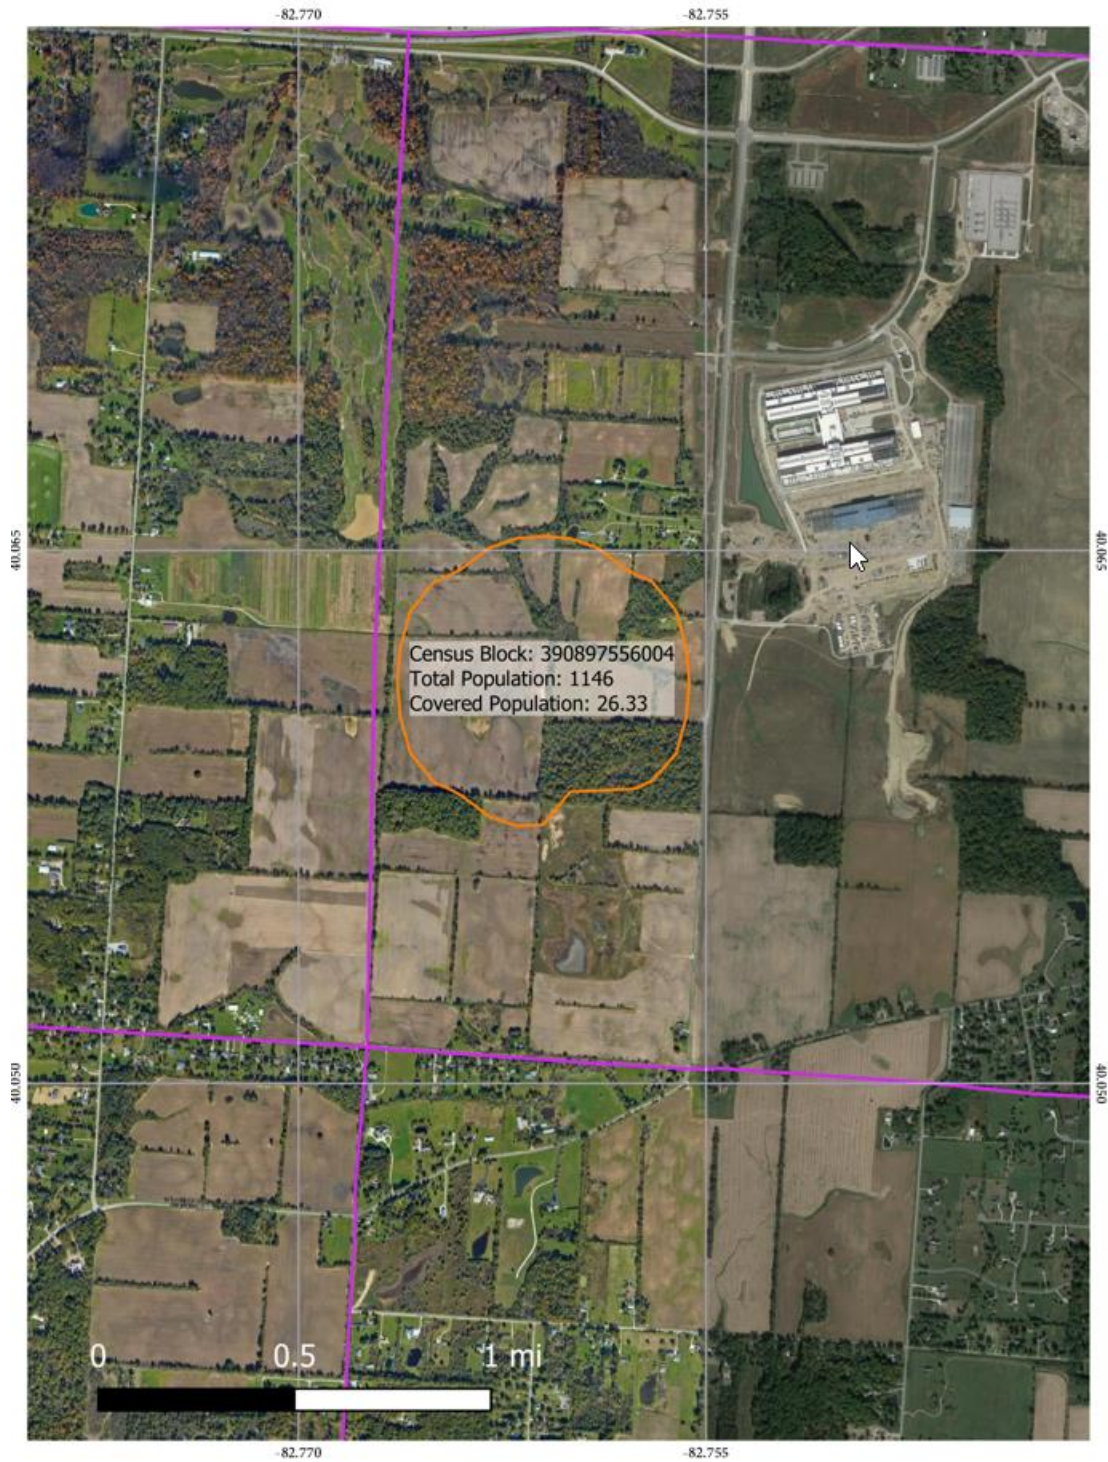 -82.770 -82.755
40.065 40.065
Census Block: 390897556004
Total Population: 1146
Covered Population: 26.33
40.050 40.050
0 0.5 1 mi
-82.770 -82.755